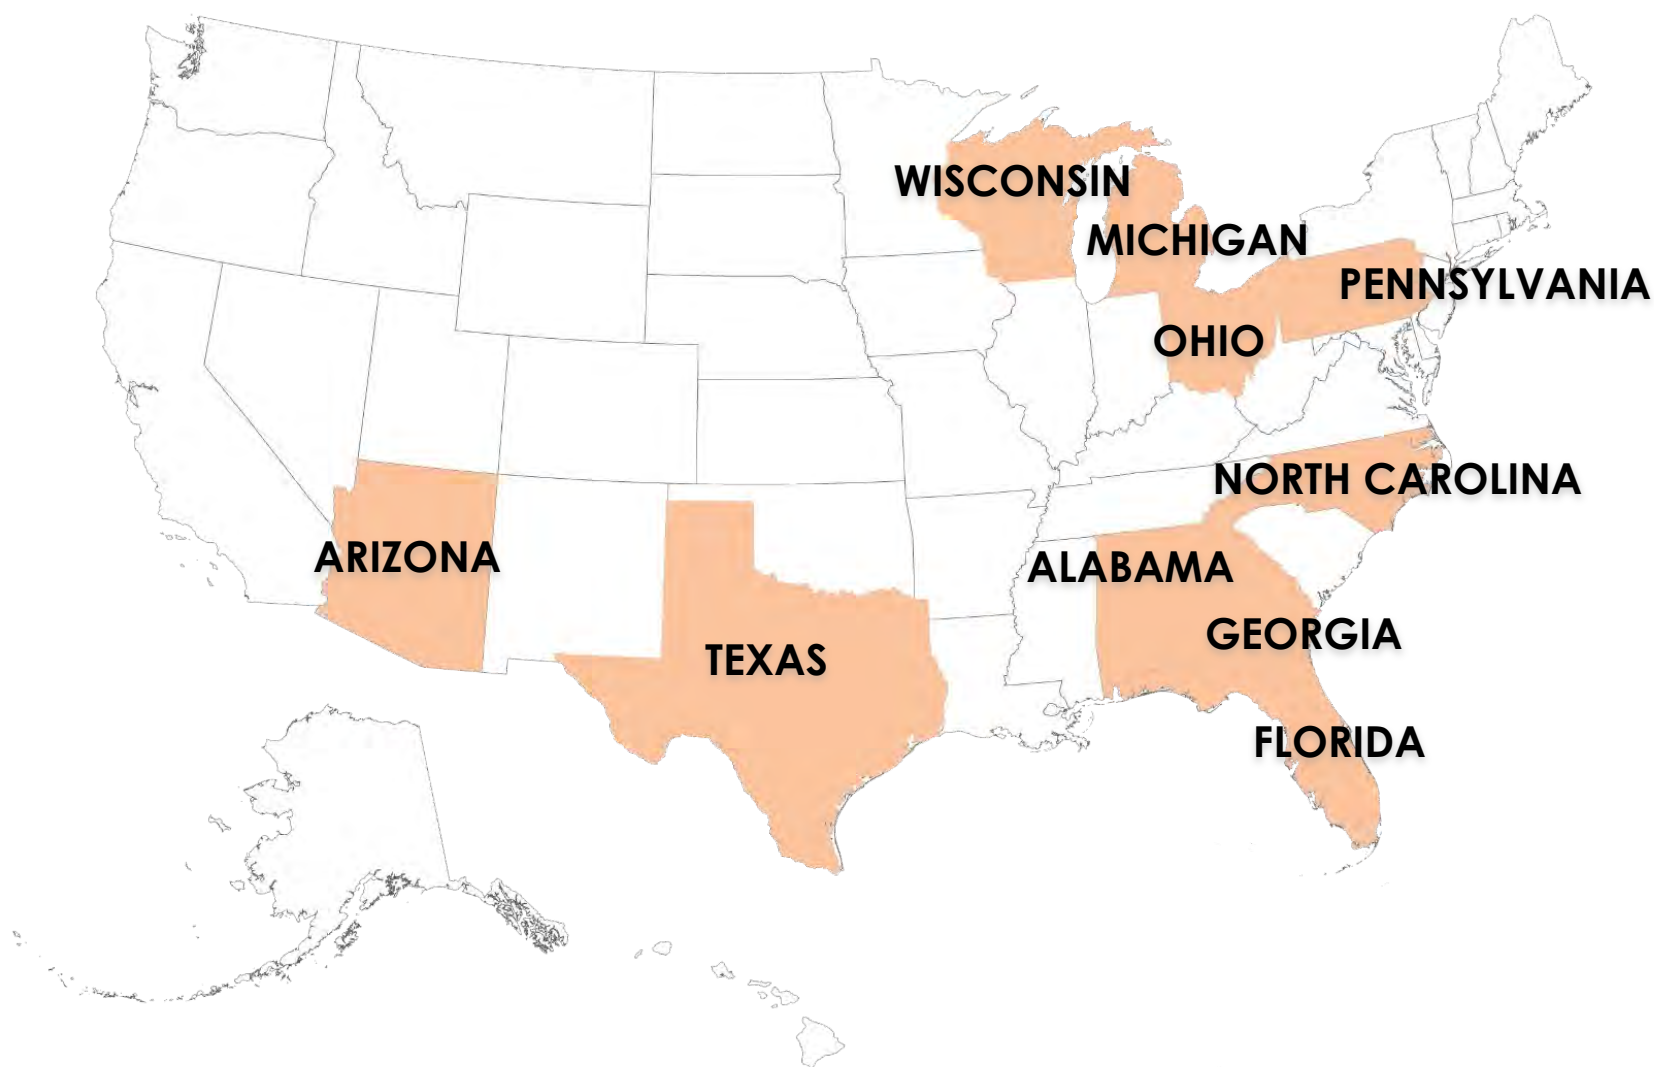 WISCONSIN
MICHIGAN
PENNSYLVANIA
OHIO
NORTH CAROLINA
ARIZONA
ALABAMA
GEORGIA
TEXAS
FLORIDA